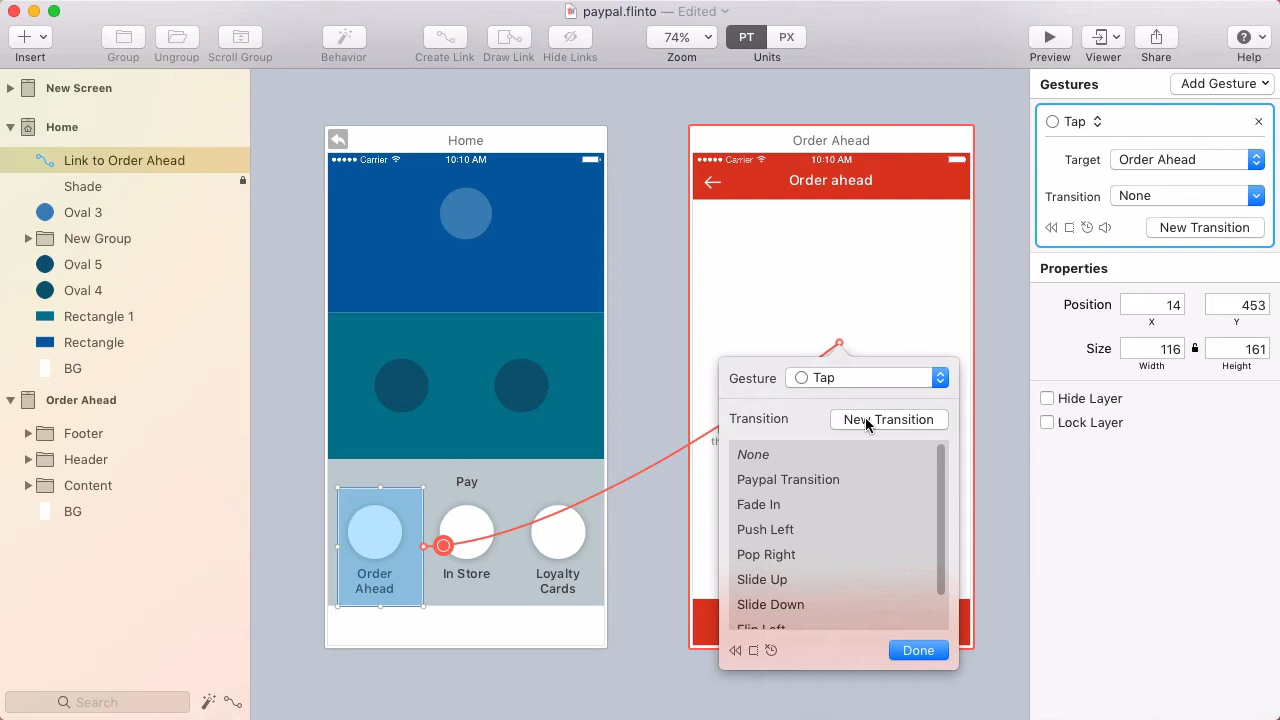 paypal.flinto — Edited
Insert
Group
Ungroup
Scroll Group
Behavior
Create Link
Draw Link
Hide Links
74%
Zoom
PT
PX
Units
Preview
Viewer
Share
Help
New Screen
Home
Link to Order Ahead
Shade
Oval 3
New Group
Oval 5
Oval 4
Rectangle 1
Rectangle
BG
Order Ahead
Footer
Header
Content
BG
Search
Home
Carrier
10:10 AM
Pay
Order
Ahead
In Store
Loyalty
Cards
Order Ahead
Carrier
10:10 AM
Order ahead
Gesture
Tap
Transition
New Transition
None
Paypal Transition
Fade In
Push Left
Pop Right
Slide Up
Slide Down
Flip Left
Done
Gestures
Add Gesture
Tap
Target
Order Ahead
Transition
None
New Transition
Properties
Position
14
453
X
Y
Size
116
161
Width
Height
Hide Layer
Lock Layer